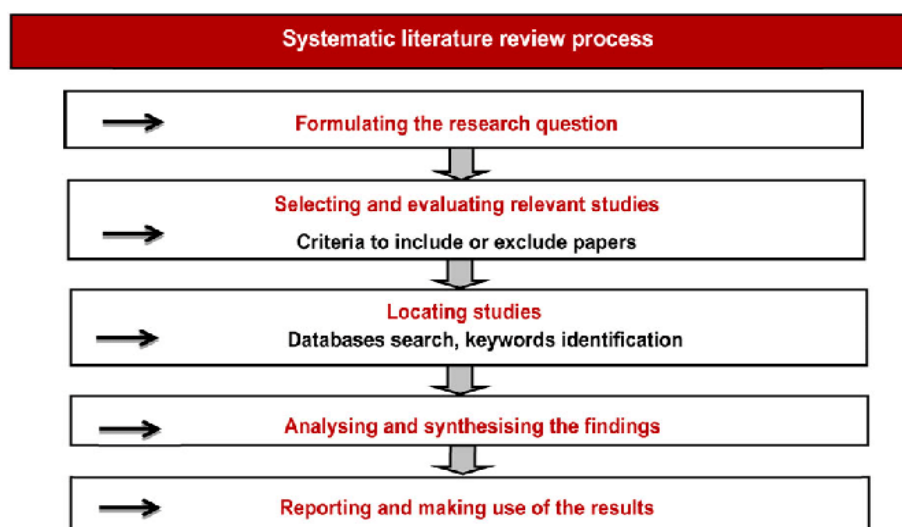 Systematic literature review process
Formulating the research question
Selecting and evaluating relevant studies
Criteria to include or exclude papers
Locating studies
Databases search, keywords identification
Analysing and synthesising the findings
Reporting and making use of the results